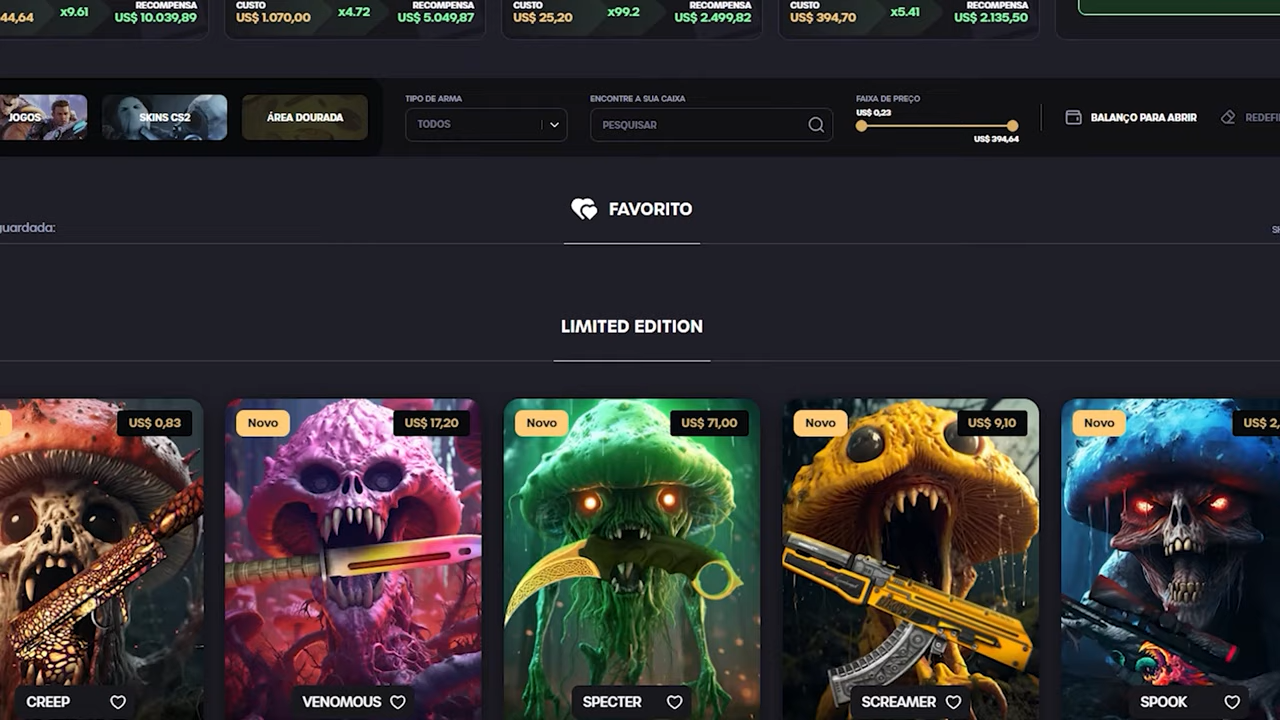 44,64 x9.61 RECOMPENSA US$ 10.039,89
CUSTO US$ 1.070,00 x4.72 RECOMPENSA US$ 5.049,87
CUSTO US$ 25,20 x99.2 RECOMPENSA US$ 2.499,82
CUSTO US$ 394,70 x5.41 RECOMPENSA US$ 2.135,50
JOGOS
SKINS CS2
ÁREA DOURADA
TIPO DE ARMA
TODOS
ENCONTRE A SUA CAIXA
PESQUISAR
FAIXA DE PREÇO
US$ 0,23
US$ 394,64
BALANÇO PARA ABRIR
REDEFI
FAVORITO
guardada:
LIMITED EDITION
US$ 0,83
Novo US$ 17,20
Novo US$ 71,00
Novo US$ 9,10
Novo US$ 2,
CREEP
VENOMOUS
SPECTER
SCREAMER
SPOOK